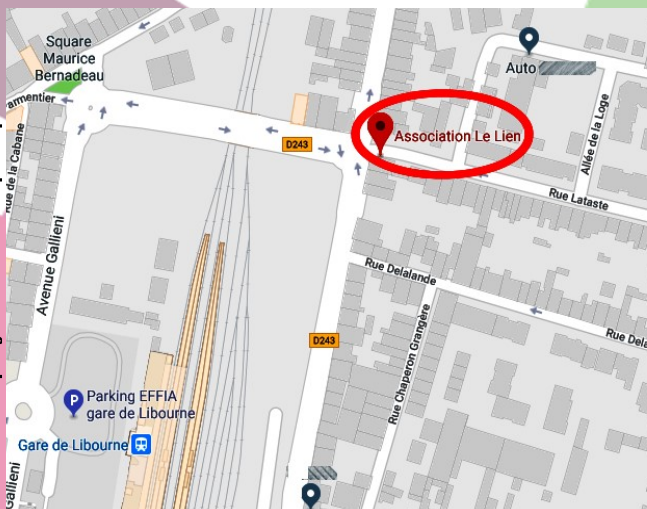 Square
Maurice
Bernadeau
Parmentier
Auto
Association Le Lien
D243
Rue de la Cabane
Allée de la Loge
Rue Lataste
Avenue Gallieni
Rue Delalande
D243
Rue Chaperon Grangère
Rue Dela
P
Parking EFFIA
gare de Libourne
Gare de Libourne
Gallieni